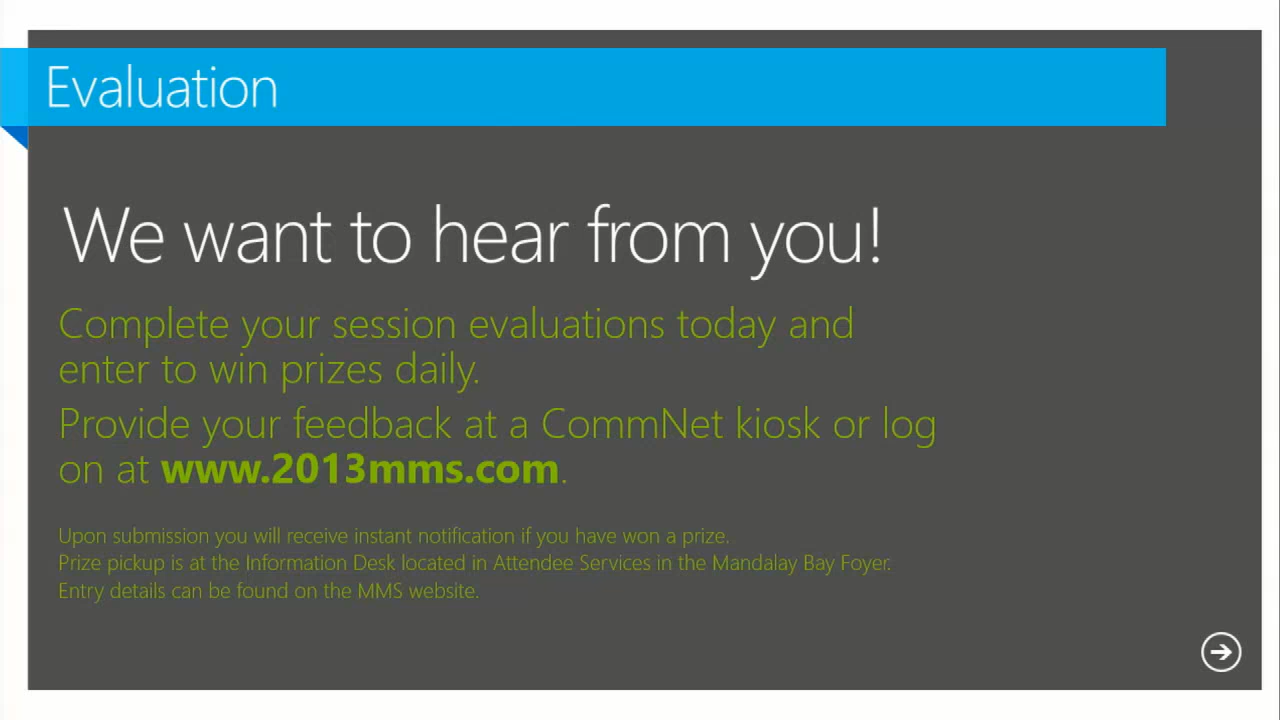 Evaluation
We want to hear from you!
Complete your session evaluations today and
enter to win prizes daily.
Provide your feedback at a CommNet kiosk or log
on at www.2013mms.com.
Upon submission you will receive instant notification if you have won a prize.
Prize pickup is at the Information Desk located in Attendee Services in the Mandalay Bay Foyer.
Entry details can be found on the MMS website.